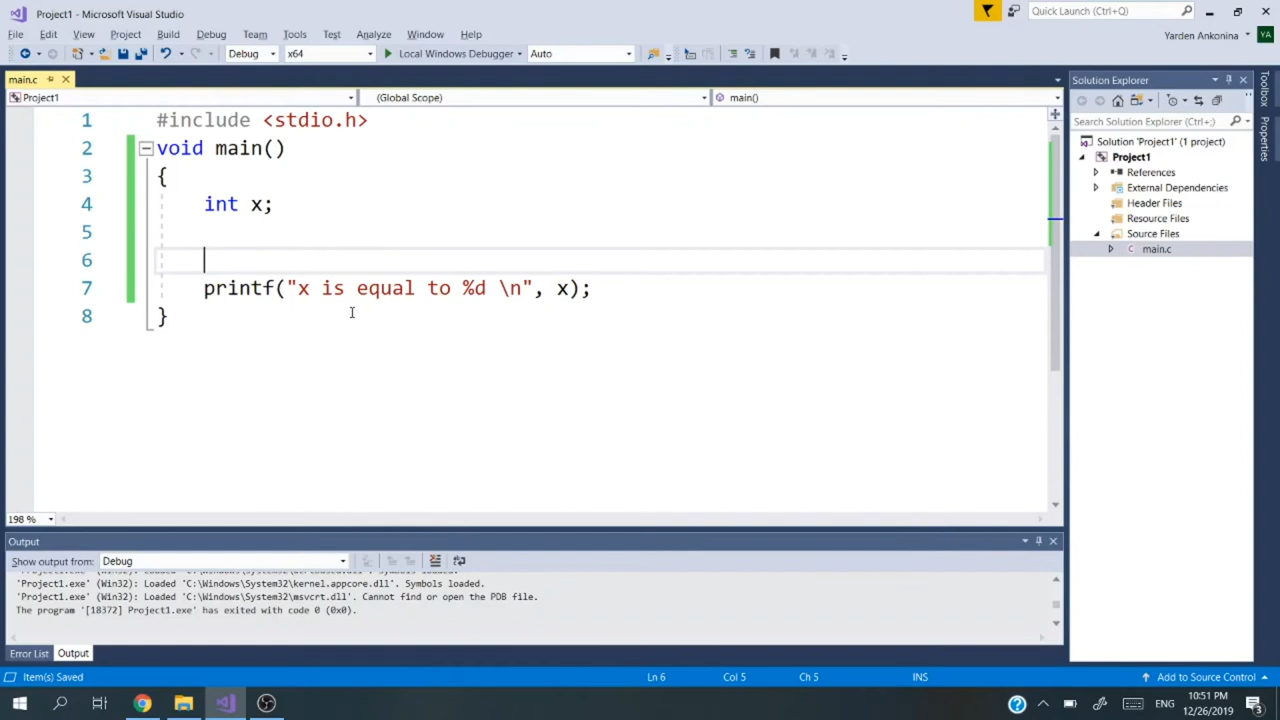 Project1 - Microsoft Visual Studio
Quick Launch (Ctrl+Q)
File Edit View Project Build Debug Team Tools Test Analyze Window Help
Yarden Ankonina YA
Debug x64 Local Windows Debugger Auto
main.c
Project1 (Global Scope) main()
1 #include <stdio.h>
2 void main()
3 {
4 int x;
5
6
7 printf("x is equal to %d \n", x);
8 }
198 %
Solution Explorer
Search Solution Explorer (Ctrl+;)
Solution 'Project1' (1 project)
Project1
References
External Dependencies
Header Files
Resource Files
Source Files
main.c
Toolbox
Properties
Output
Show output from: Debug
'Project1.exe' (Win32): Loaded 'C:\Windows\System32\kernel.appcore.dll'. Symbols loaded.
'Project1.exe' (Win32): Loaded 'C:\Windows\System32\msvcrt.dll'. Cannot find or open the PDB file.
The program '[18372] Project1.exe' has exited with code 0 (0x0).
Error List Output
Item(s) Saved Ln 6 Col 5 Ch 5 INS Add to Source Control
ENG 10:51 PM
12/26/2019 3